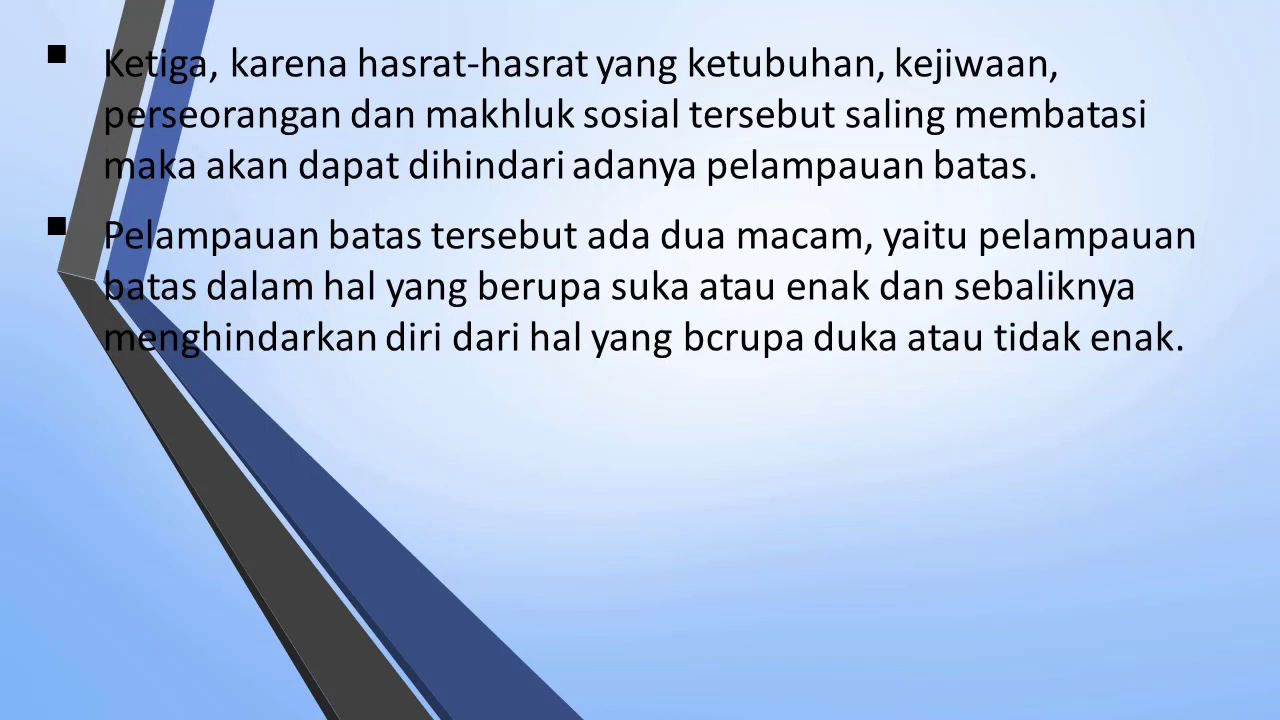 ▪ Ketiga, karena hasrat-hasrat yang ketubuhan, kejiwaan,
perseorangan dan makhluk sosial tersebut saling membatasi
maka akan dapat dihindari adanya pelampauan batas.
▪ Pelampauan batas tersebut ada dua macam, yaitu pelampauan
batas dalam hal yang berupa suka atau enak dan sebaliknya
menghindarkan diri dari hal yang bcrupa duka atau tidak enak.